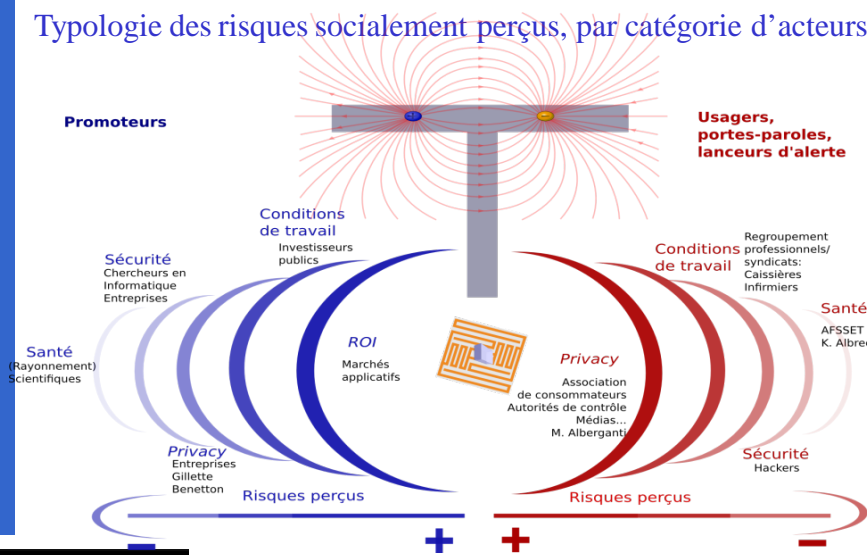 Typologie des risques socialement perçus, par catégorie d’acteurs
Promoteurs
Usagers,
portes-paroles,
lanceurs d'alerte
Conditions
de travail
Investisseurs
publics
Sécurité
Chercheurs en
Informatique
Entreprises
Santé
(Rayonnement)
Scientifiques
ROI
Marchés
applicatifs
Privacy
Entreprises
Gillette
Benetton
Risques perçus
Conditions
de travail
Regroupement
professionnels/
syndicats:
Caissières
Infirmiers
Santé
AFSSET
K. Albrec
Privacy
Association
de consommateurs
Autorités de contrôle
Médias...
M. Alberganti
Sécurité
Hackers
Risques perçus
– + + –